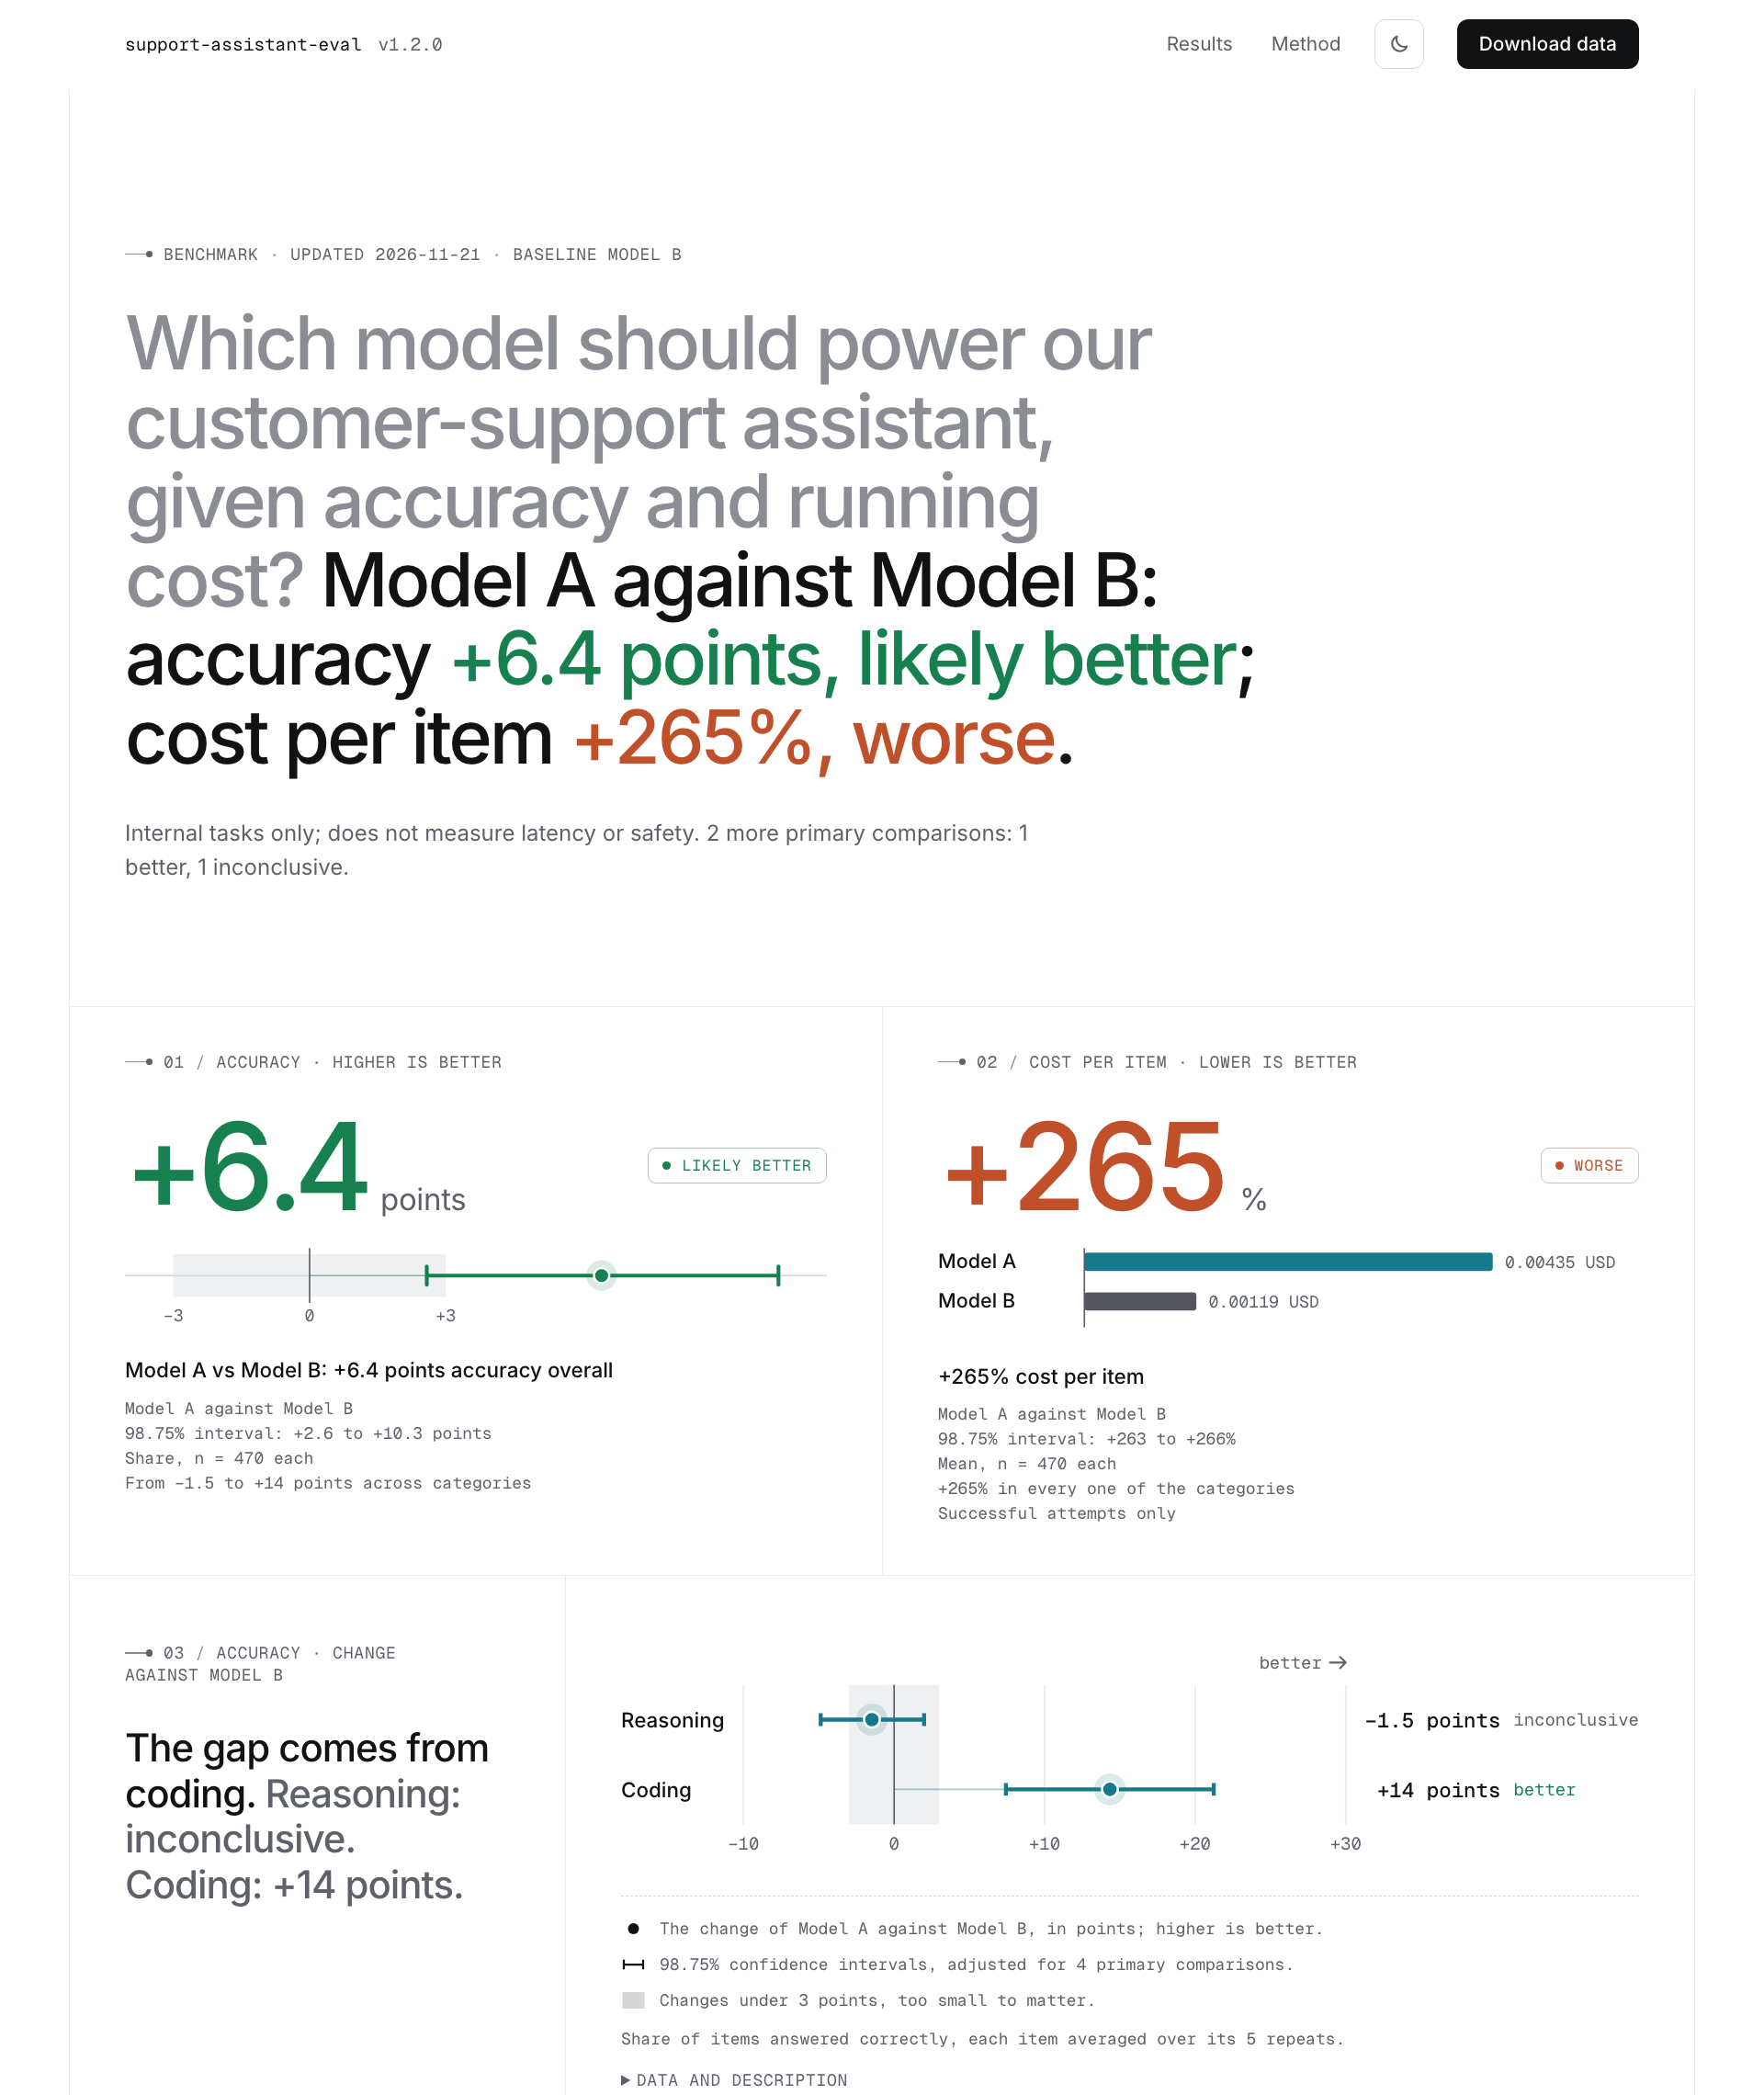 support-assistant-eval v1.2.0
Results Method Download data
BENCHMARK · UPDATED 2026-11-21 · BASELINE MODEL B
Which model should power our
customer-support assistant,
given accuracy and running
cost? Model A against Model B:
accuracy +6.4 points, likely better;
cost per item +265%, worse.
Internal tasks only; does not measure latency or safety. 2 more primary comparisons: 1
better, 1 inconclusive.
01 / ACCURACY · HIGHER IS BETTER
+6.4 points
LIKELY BETTER
−3 0 +3
Model A vs Model B: +6.4 points accuracy overall
Model A against Model B
98.75% interval: +2.6 to +10.3 points
Share, n = 470 each
From −1.5 to +14 points across categories
02 / COST PER ITEM · LOWER IS BETTER
+265 %
WORSE
Model A 0.00435 USD
Model B 0.00119 USD
+265% cost per item
Model A against Model B
98.75% interval: +263 to +266%
Mean, n = 470 each
+265% in every one of the categories
Successful attempts only
03 / ACCURACY · CHANGE
AGAINST MODEL B
The gap comes from
coding. Reasoning:
inconclusive.
Coding: +14 points.
better →
Reasoning −1.5 points inconclusive
Coding +14 points better
−10 0 +10 +20 +30
The change of Model A against Model B, in points; higher is better.
98.75% confidence intervals, adjusted for 4 primary comparisons.
Changes under 3 points, too small to matter.
Share of items answered correctly, each item averaged over its 5 repeats.
DATA AND DESCRIPTION